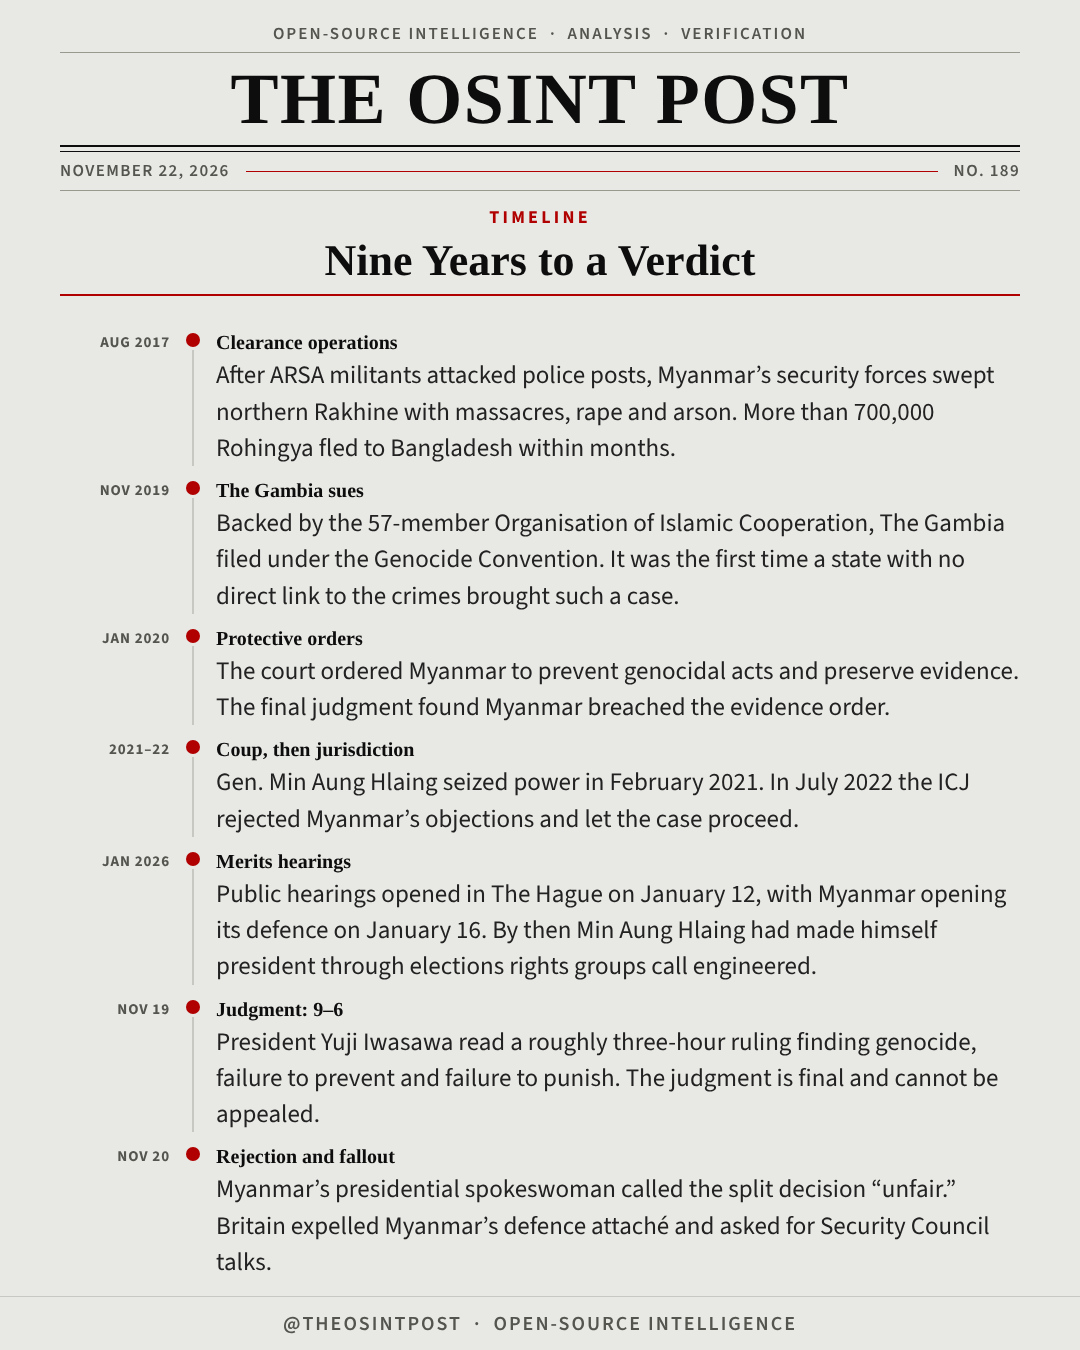 OPEN-SOURCE INTELLIGENCE · ANALYSIS · VERIFICATION
THE OSINT POST
NOVEMBER 22, 2026 NO. 189
TIMELINE
Nine Years to a Verdict
AUG 2017 Clearance operations
After ARSA militants attacked police posts, Myanmar’s security forces swept
northern Rakhine with massacres, rape and arson. More than 700,000
Rohingya fled to Bangladesh within months.
NOV 2019 The Gambia sues
Backed by the 57-member Organisation of Islamic Cooperation, The Gambia
filed under the Genocide Convention. It was the first time a state with no
direct link to the crimes brought such a case.
JAN 2020 Protective orders
The court ordered Myanmar to prevent genocidal acts and preserve evidence.
The final judgment found Myanmar breached the evidence order.
2021–22 Coup, then jurisdiction
Gen. Min Aung Hlaing seized power in February 2021. In July 2022 the ICJ
rejected Myanmar’s objections and let the case proceed.
JAN 2026 Merits hearings
Public hearings opened in The Hague on January 12, with Myanmar opening
its defence on January 16. By then Min Aung Hlaing had made himself
president through elections rights groups call engineered.
NOV 19 Judgment: 9–6
President Yuji Iwasawa read a roughly three-hour ruling finding genocide,
failure to prevent and failure to punish. The judgment is final and cannot be
appealed.
NOV 20 Rejection and fallout
Myanmar’s presidential spokeswoman called the split decision “unfair.”
Britain expelled Myanmar’s defence attaché and asked for Security Council
talks.
@THEOSINTPOST · OPEN-SOURCE INTELLIGENCE